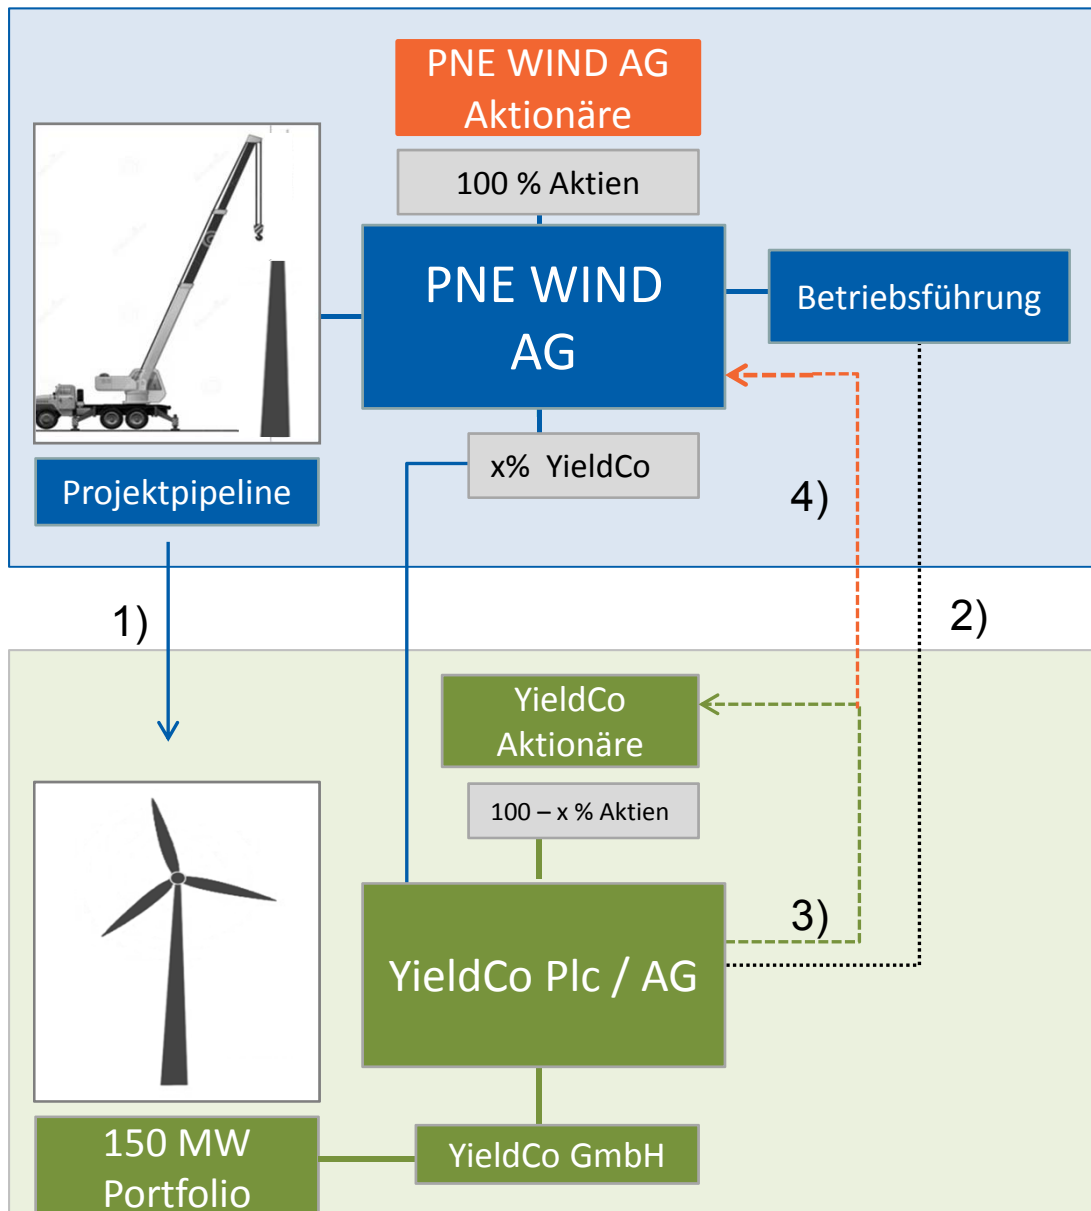 PNE WIND AG
Aktionäre
100 % Aktien
PNE WIND
AG
Betriebsführung
x% YieldCo
Projektpipeline
4)
1)
2)
YieldCo
Aktionäre
100 – x % Aktien
3)
YieldCo Plc / AG
150 MW
Portfolio
YieldCo GmbH